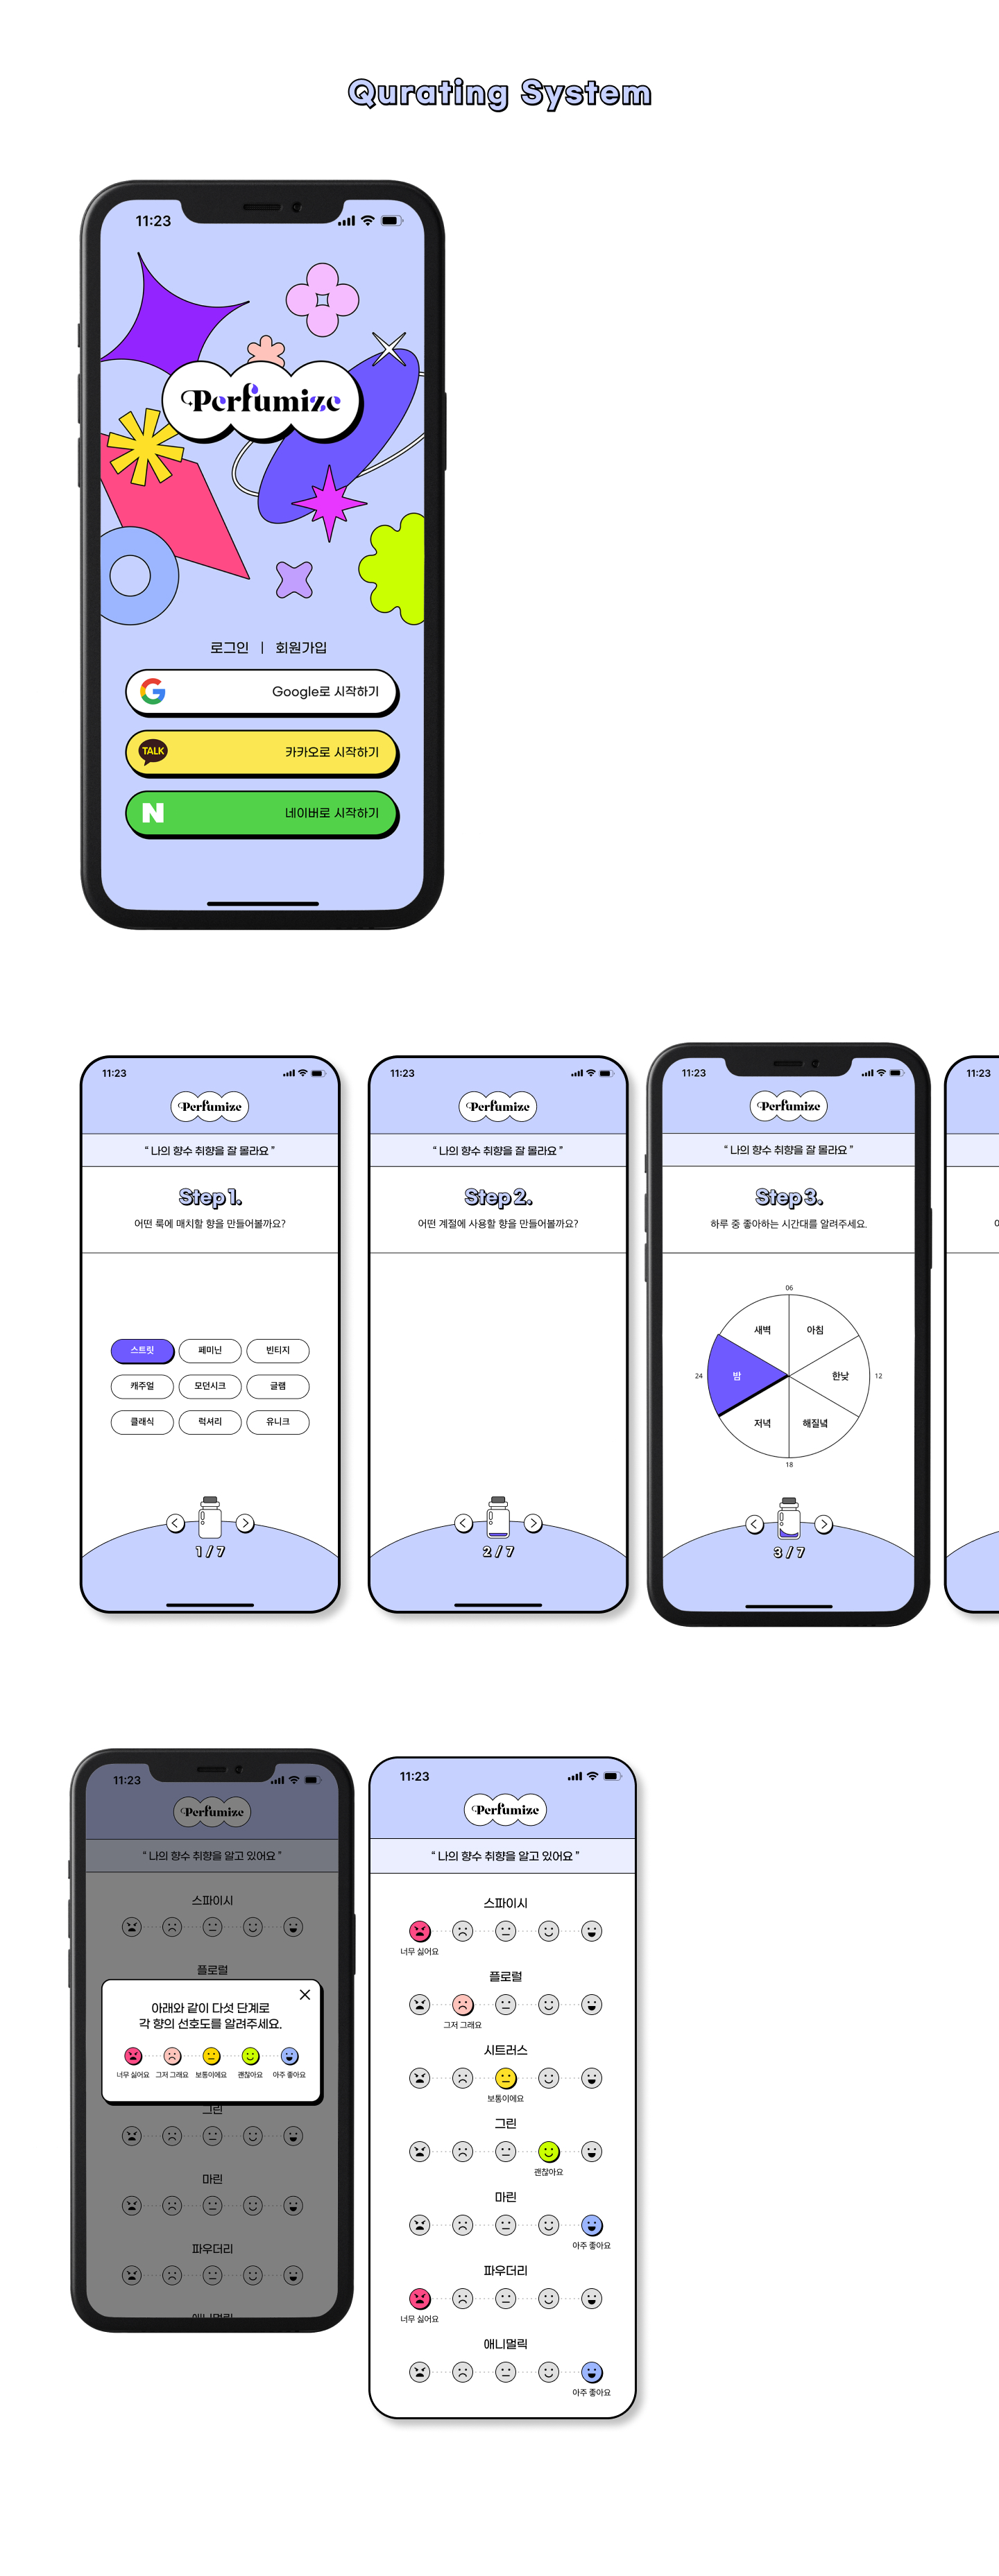 Qurating System
11:23
Perfumize
로그인 | 회원가입
Google로 시작하기
TALK
카카오로 시작하기
N
네이버로 시작하기
11:23
Perfumize
“ 나의 향수 취향을 잘 몰라요 ”
Step 1.
어떤 룩에 매치할 향을 만들어볼까요?
스트릿 페미닌 빈티지
캐주얼 모던시크 글램
클래식 럭셔리 유니크
1 / 7
11:23
Perfumize
“ 나의 향수 취향을 잘 몰라요 ”
Step 2.
어떤 계절에 사용할 향을 만들어볼까요?
2 / 7
11:23
Perfumize
“ 나의 향수 취향을 잘 몰라요 ”
Step 3.
하루 중 좋아하는 시간대를 알려주세요.
06
새벽 아침
24 밤 한낮 12
저녁 해질녘
18
3 / 7
11:23
11:23
Perfumize
“ 나의 향수 취향을 알고 있어요 ”
스파이시
플로럴
아래와 같이 다섯 단계로
각 향의 선호도를 알려주세요.
너무 싫어요 그저 그래요 보통이에요 괜찮아요 아주 좋아요
그린
마린
파우더리
애니멀릭
11:23
Perfumize
“ 나의 향수 취향을 알고 있어요 ”
스파이시
너무 싫어요
플로럴
그저 그래요
시트러스
보통이에요
그린
괜찮아요
마린
아주 좋아요
파우더리
너무 싫어요
애니멀릭
아주 좋아요